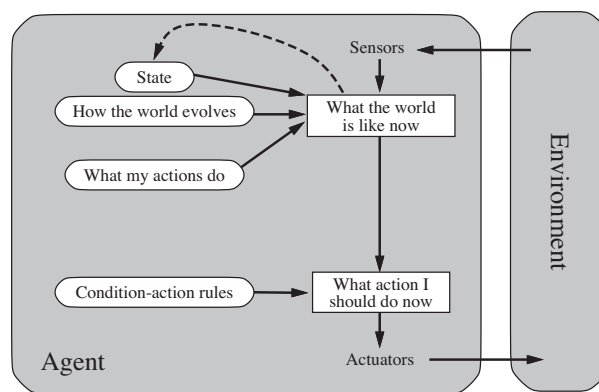 Sensors
State
How the world evolves
What the world
is like now
What my actions do
Environment
Condition-action rules
What action I
should do now
Agent
Actuators